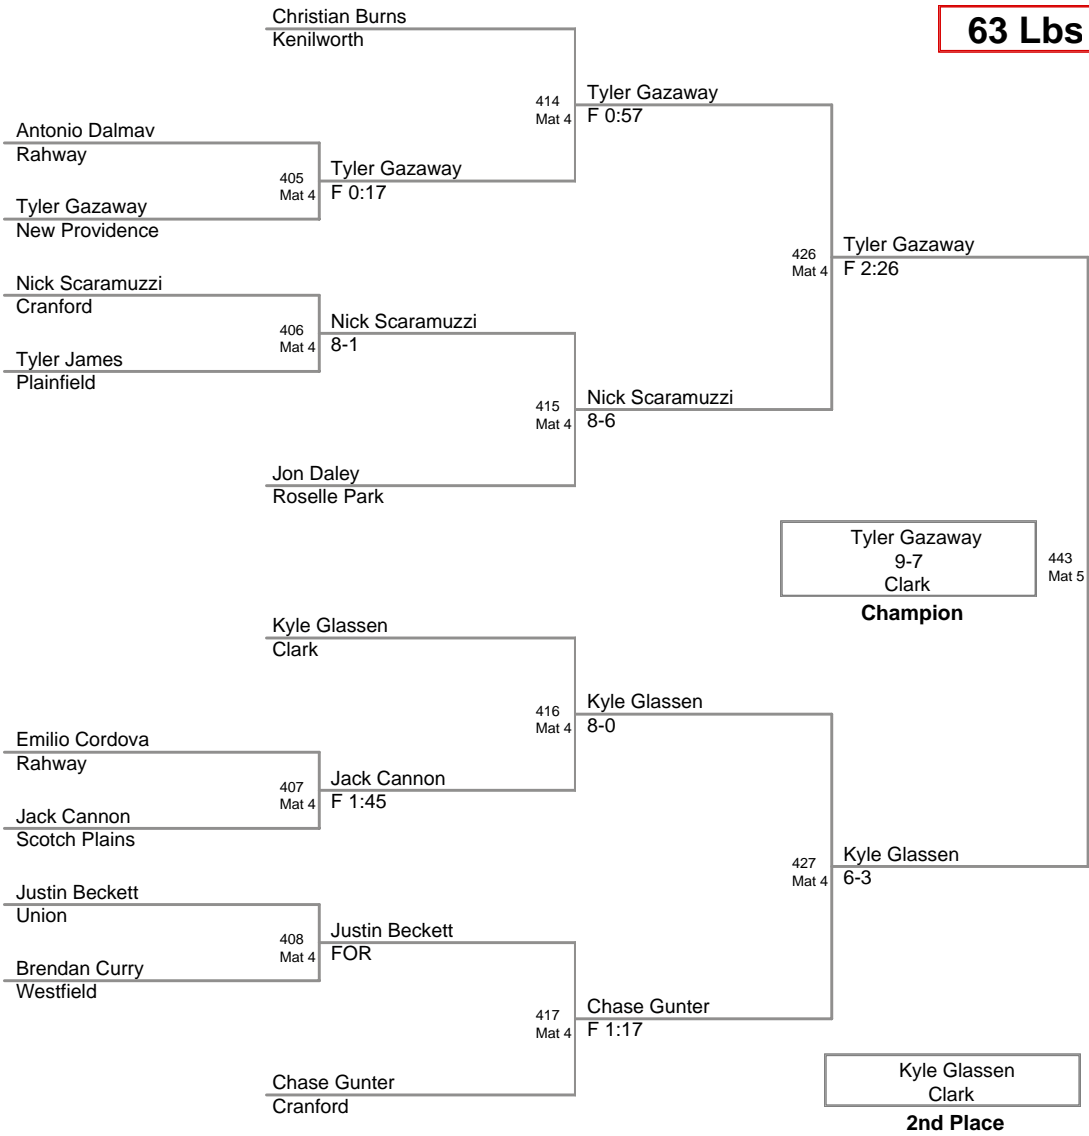 63 Lbs
Christian Burns
Kenilworth
414
Mat 4
Tyler Gazaway
F 0:57
Antonio Dalmav
Rahway
405
Mat 4
Tyler Gazaway
F 0:17
Tyler Gazaway
New Providence
426
Mat 4
Tyler Gazaway
F 2:26
Nick Scaramuzzi
Cranford
406
Mat 4
Nick Scaramuzzi
8-1
Tyler James
Plainfield
415
Mat 4
Nick Scaramuzzi
8-6
Jon Daley
Roselle Park
Tyler Gazaway
9-7
Clark
Champion
443
Mat 5
Kyle Glassen
Clark
416
Mat 4
Kyle Glassen
8-0
Emilio Cordova
Rahway
407
Mat 4
Jack Cannon
F 1:45
Jack Cannon
Scotch Plains
427
Mat 4
Kyle Glassen
6-3
Justin Beckett
Union
408
Mat 4
Justin Beckett
FOR
Brendan Curry
Westfield
417
Mat 4
Chase Gunter
F 1:17
Chase Gunter
Cranford
Kyle Glassen
Clark
2nd Place